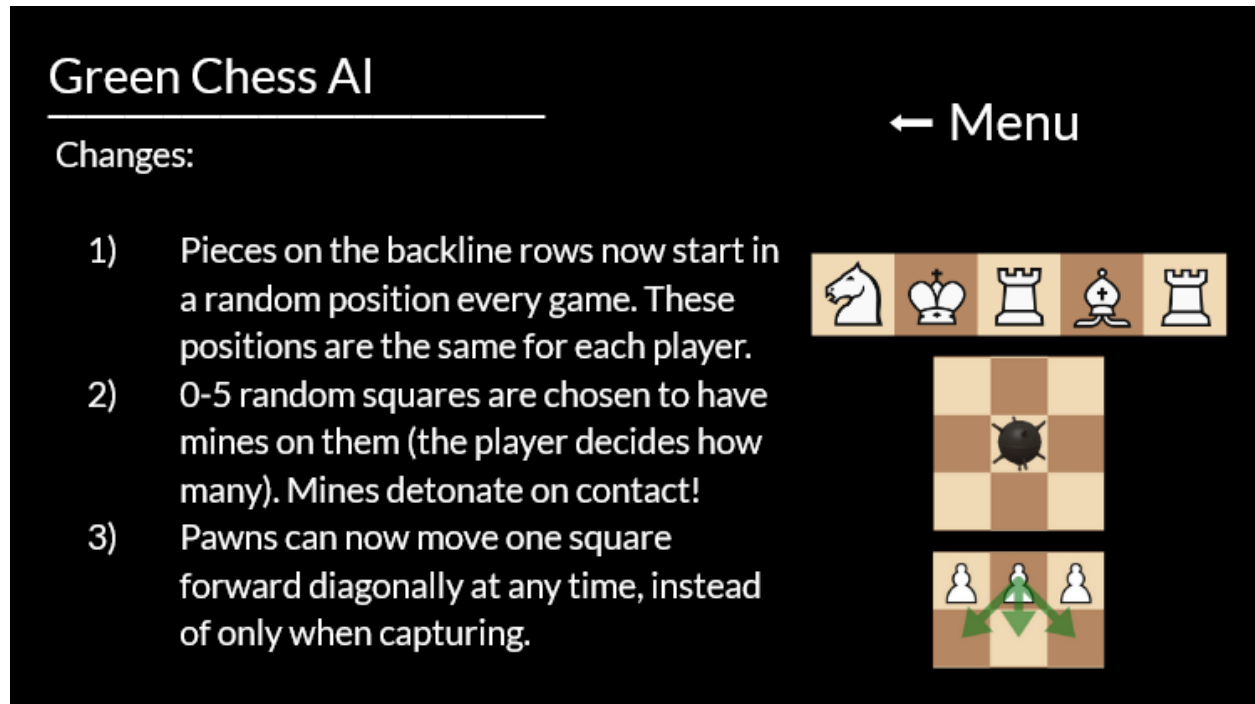 Green Chess AI
← Menu
Changes:
1) Pieces on the backline rows now start in
a random position every game. These
positions are the same for each player.
2) 0-5 random squares are chosen to have
mines on them (the player decides how
many). Mines detonate on contact!
3) Pawns can now move one square
forward diagonally at any time, instead
of only when capturing.